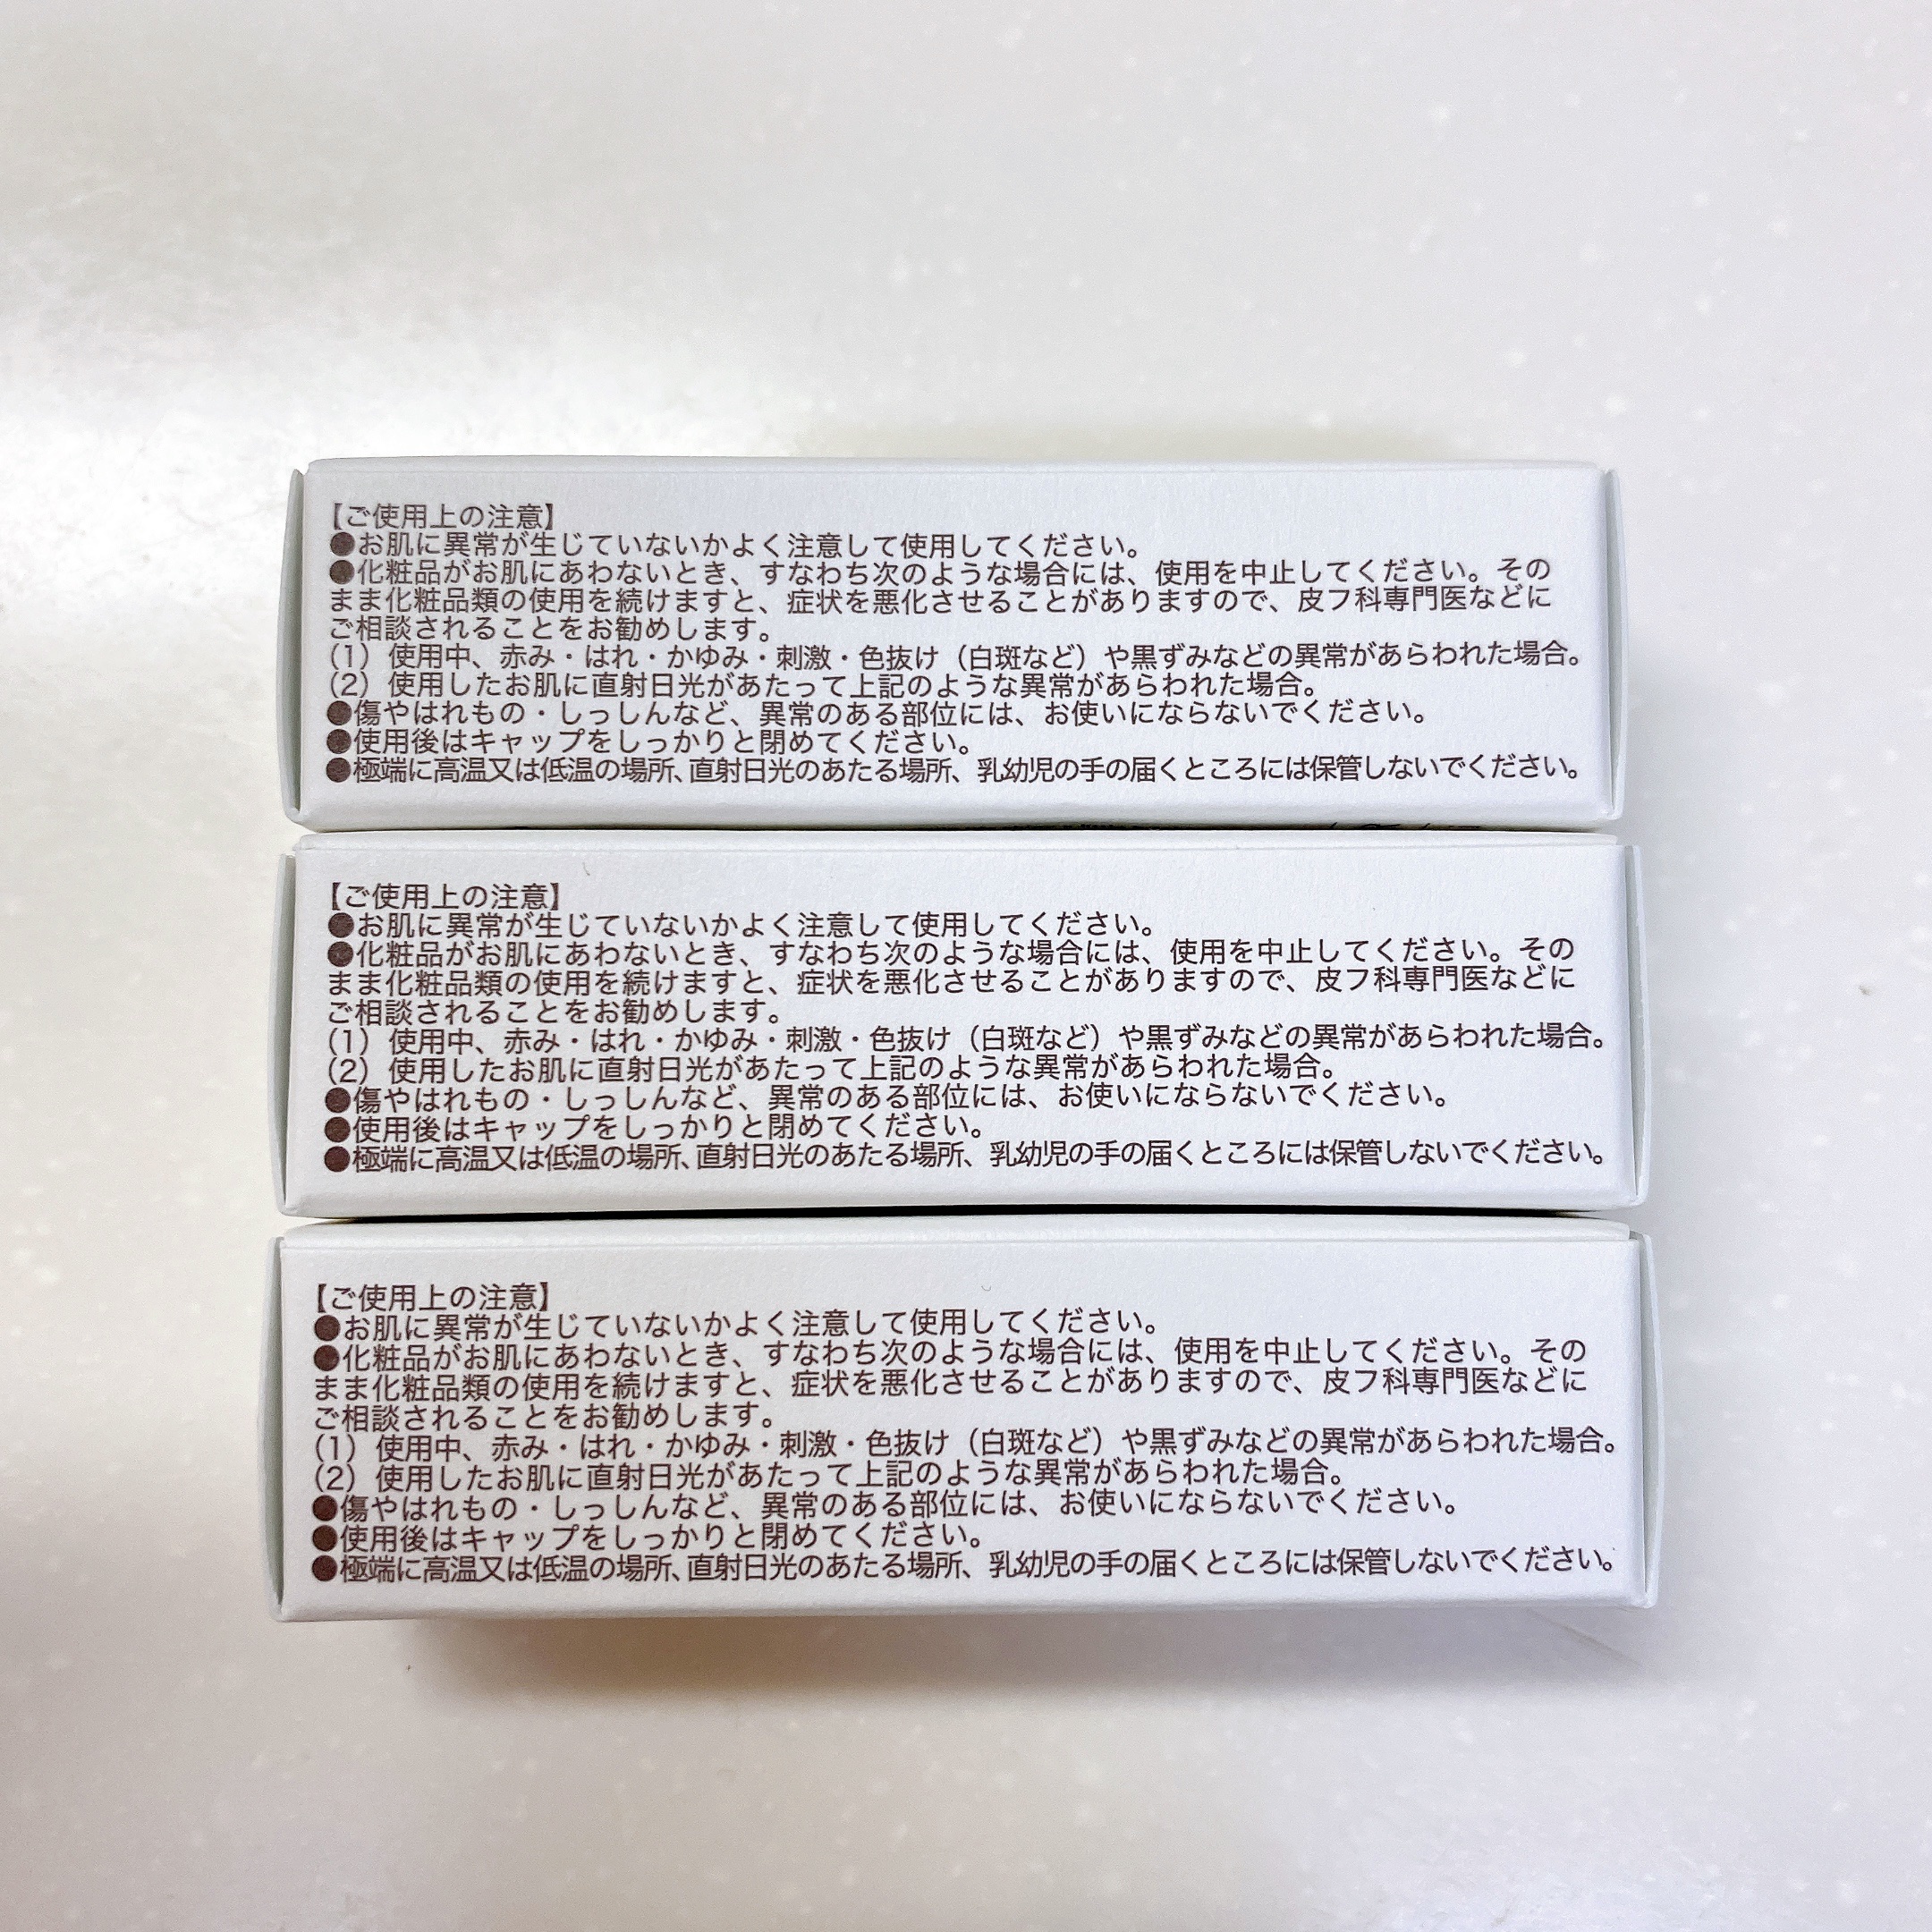 【ご使用上の注意】
●お肌に異常が生じていないかよく注意して使用してください。
●化粧品がお肌にあわないとき、すなわち次のような場合には、使用を中止してください。その
まま化粧品類の使用を続けますと、症状を悪化させることがありますので、皮フ科専門医などに
ご相談されることをお勧めします。
(1) 使用中、赤み・はれ・かゆみ・刺激・色抜け（白斑など）や黒ずみなどの異常があらわれた場合。
(2) 使用したお肌に直射日光があたって上記のような異常があらわれた場合。
●傷やはれもの・しっしんなど、異常のある部位には、お使いにならないでください。
●使用後はキャップをしっかりと閉めてください。
●極端に高温又は低温の場所、直射日光のあたる場所、乳幼児の手の届くところには保管しないでください。
【ご使用上の注意】
●お肌に異常が生じていないかよく注意して使用してください。
●化粧品がお肌にあわないとき、すなわち次のような場合には、使用を中止してください。その
まま化粧品類の使用を続けますと、症状を悪化させることがありますので、皮フ科専門医などに
ご相談されることをお勧めします。
(1) 使用中、赤み・はれ・かゆみ・刺激・色抜け（白斑など）や黒ずみなどの異常があらわれた場合。
(2) 使用したお肌に直射日光があたって上記のような異常があらわれた場合。
●傷やはれもの・しっしんなど、異常のある部位には、お使いにならないでください。
●使用後はキャップをしっかりと閉めてください。
●極端に高温又は低温の場所、直射日光のあたる場所、乳幼児の手の届くところには保管しないでください。
【ご使用上の注意】
●お肌に異常が生じていないかよく注意して使用してください。
●化粧品がお肌にあわないとき、すなわち次のような場合には、使用を中止してください。その
まま化粧品類の使用を続けますと、症状を悪化させることがありますので、皮フ科専門医などに
ご相談されることをお勧めします。
(1) 使用中、赤み・はれ・かゆみ・刺激・色抜け（白斑など）や黒ずみなどの異常があらわれた場合。
(2) 使用したお肌に直射日光があたって上記のような異常があらわれた場合。
●傷やはれもの・しっしんなど、異常のある部位には、お使いにならないでください。
●使用後はキャップをしっかりと閉めてください。
●極端に高温又は低温の場所、直射日光のあたる場所、乳幼児の手の届くところには保管しないでください。